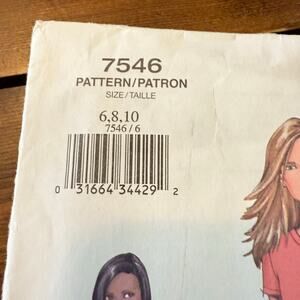 7546
PATTERN/PATRON
SIZE/TAILLE
6,8,10
7546/6
0 31664 34429 2